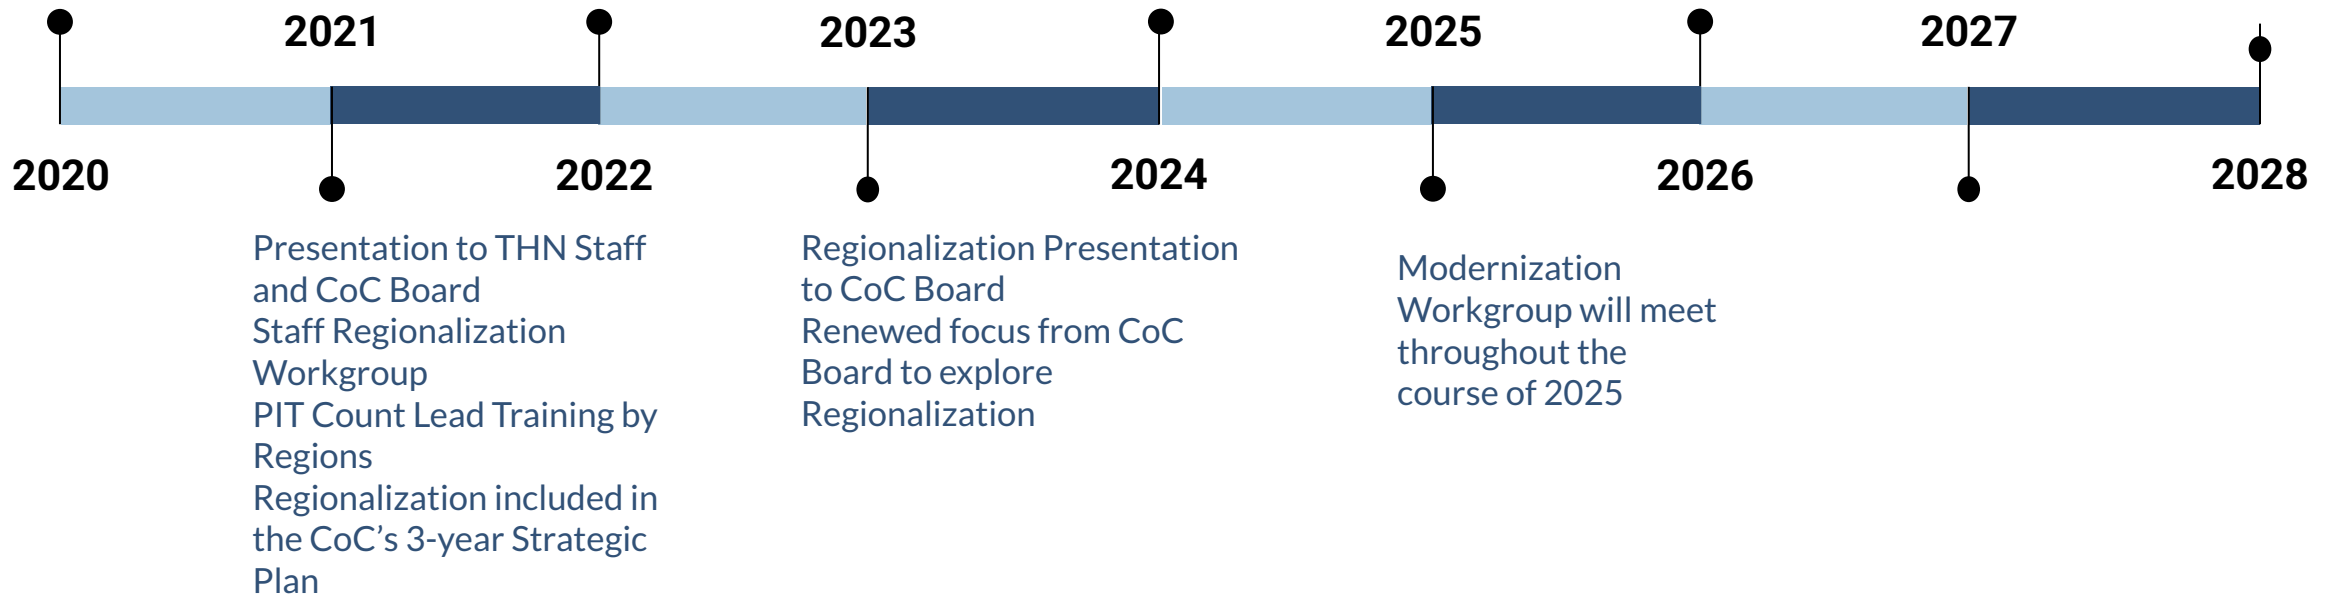 2021
2023
2025
2027
2020
2022
2024
2026
2028
Presentation to THN Staff
and CoC Board
Staff Regionalization
Workgroup
PIT Count Lead Training by
Regions
Regionalization included in
the CoC’s 3-year Strategic
Plan
Regionalization Presentation
to CoC Board
Renewed focus from CoC
Board to explore
Regionalization
Modernization
Workgroup will meet
throughout the
course of 2025